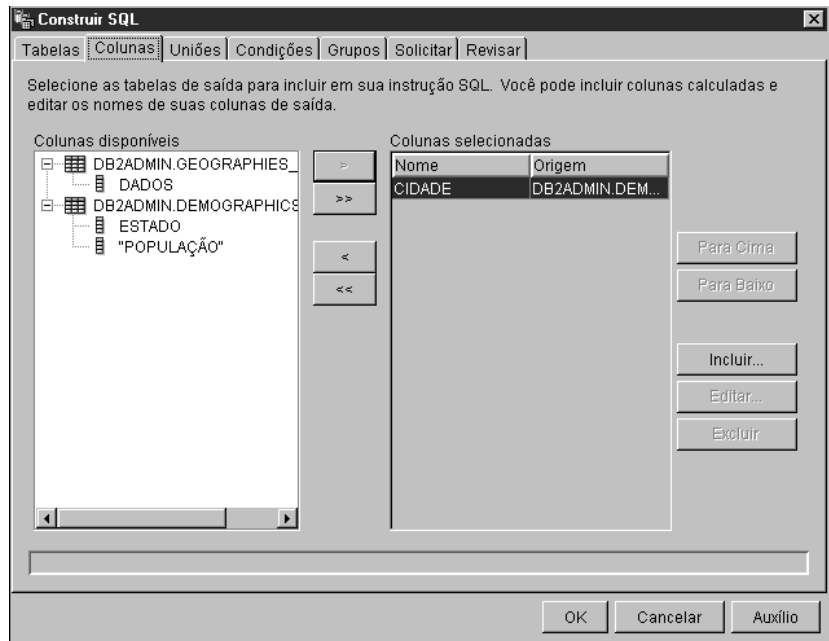 Construir SQL
Tabelas Colunas Uniões Condições Grupos Solicitar Revisar
Selecione as tabelas de saída para incluir em sua instrução SQL. Você pode incluir colunas calculadas e
editar os nomes de suas colunas de saída.
Colunas disponíveis
DB2ADMIN.GEOGRAPHIES_
DADOS
DB2ADMIN.DEMOGRAPHICS
ESTADO
"POPULAÇÃO"
>
>>
<
<<
Colunas selecionadas
Nome Origem
CIDADE DB2ADMIN.DEM...
Para Cima
Para Baixo
Incluir...
Editar...
Excluir
OK Cancelar Auxílio